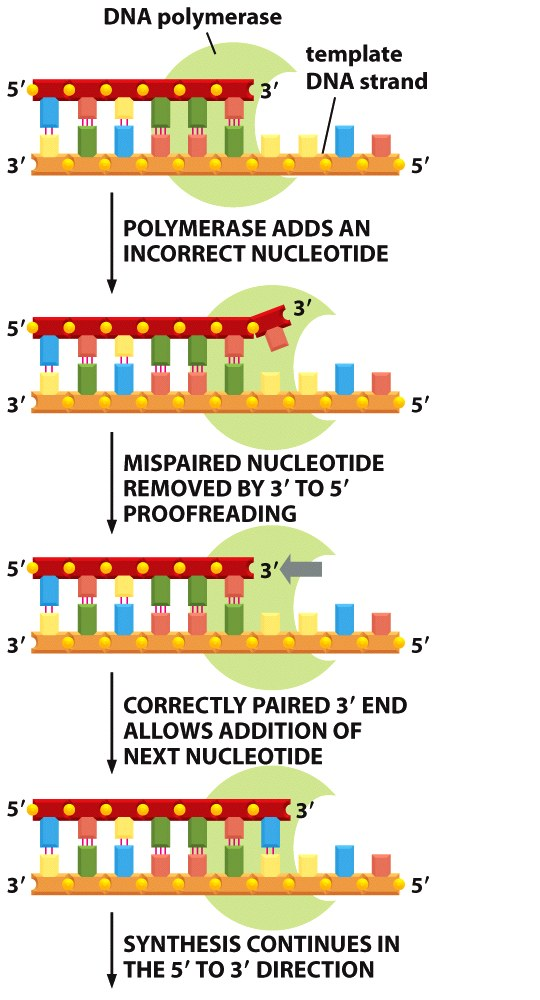 DNA polymerase
template
DNA strand
5′ 3′
3′ 5′
POLYMERASE ADDS AN
INCORRECT NUCLEOTIDE
3′
5′
3′ 5′
MISPAIRED NUCLEOTIDE
REMOVED BY 3′ TO 5′
PROOFREADING
5′ 3′
3′ 5′
CORRECTLY PAIRED 3′ END
ALLOWS ADDITION OF
NEXT NUCLEOTIDE
5′ 3′
3′ 5′
SYNTHESIS CONTINUES IN
THE 5′ TO 3′ DIRECTION